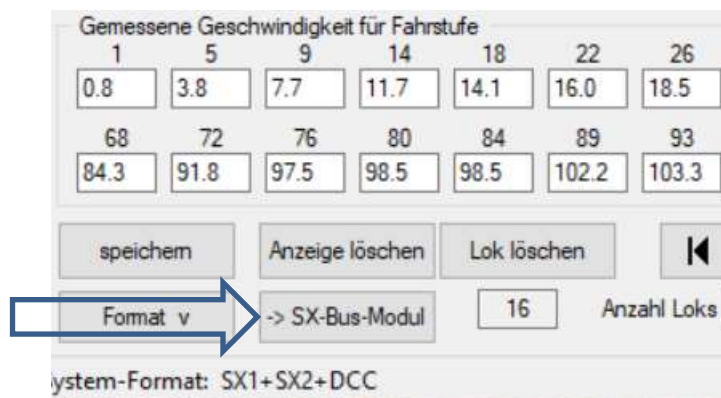 Gemessene Geschwindigkeit für Fahrstufe
1 5 9 14 18 22 26
0.8 3.8 7.7 11.7 14.1 16.0 18.5
68 72 76 80 84 89 93
84.3 91.8 97.5 98.5 98.5 102.2 103.3
speichern Anzeige löschen Lok löschen
Format v -> SX-Bus-Modul 16 Anzahl Loks
ystem-Format: SX1+SX2+DCC